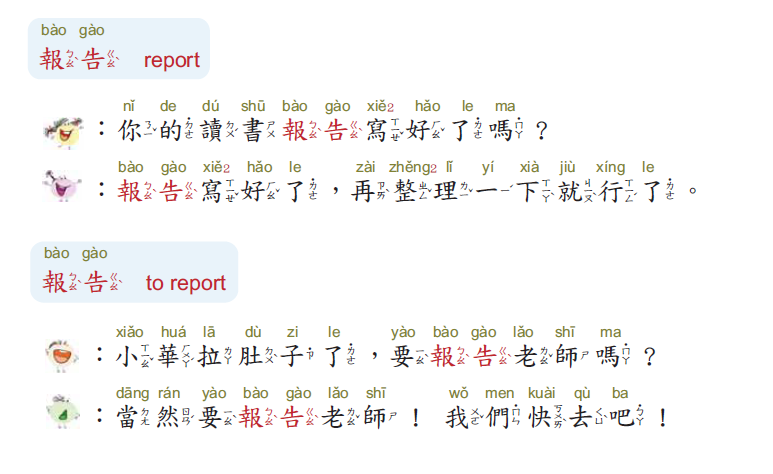 bào gào
報ㄅㄠˋ告ㄍㄠˋ report
nǐ de dú shū bào gào xiě2 hǎo le ma
：你ㄋㄧˇ的˙ㄉㄜ讀ㄉㄨˊ書ㄕㄨ報ㄅㄠˋ告ㄍㄠˋ寫ㄒㄧㄝˇ好ㄏㄠˇ了˙ㄌㄜ嗎˙ㄇㄚ？
bào gào xiě2 hǎo le zài zhěng2 lǐ yí xià jiù xíng le
：報ㄅㄠˋ告ㄍㄠˋ寫ㄒㄧㄝˇ好ㄏㄠˇ了˙ㄌㄜ，再ㄗㄞˋ整ㄓㄥˇ理ㄌㄧˇ一ㄧˊ下ㄒㄧㄚˋ就ㄐㄧㄡˋ行ㄒㄧㄥˊ了˙ㄌㄜ。
bào gào
報ㄅㄠˋ告ㄍㄠˋ to report
xiǎo huá lā dù zi le yào bào gào lǎo shī ma
：小ㄒㄧㄠˇ華ㄏㄨㄚˊ拉ㄌㄚ肚ㄉㄨˋ子˙ㄗ了˙ㄌㄜ，要ㄧㄠˋ報ㄅㄠˋ告ㄍㄠˋ老ㄌㄠˇ師ㄕ嗎˙ㄇㄚ？
dāng rán yào bào gào lǎo shī wǒ men kuài qù ba
：當ㄉㄤ然ㄖㄢˊ要ㄧㄠˋ報ㄅㄠˋ告ㄍㄠˋ老ㄌㄠˇ師ㄕ！ 我ㄨㄛˇ們˙ㄇㄣ快ㄎㄨㄞˋ去ㄑㄩˋ吧˙ㄅㄚ！